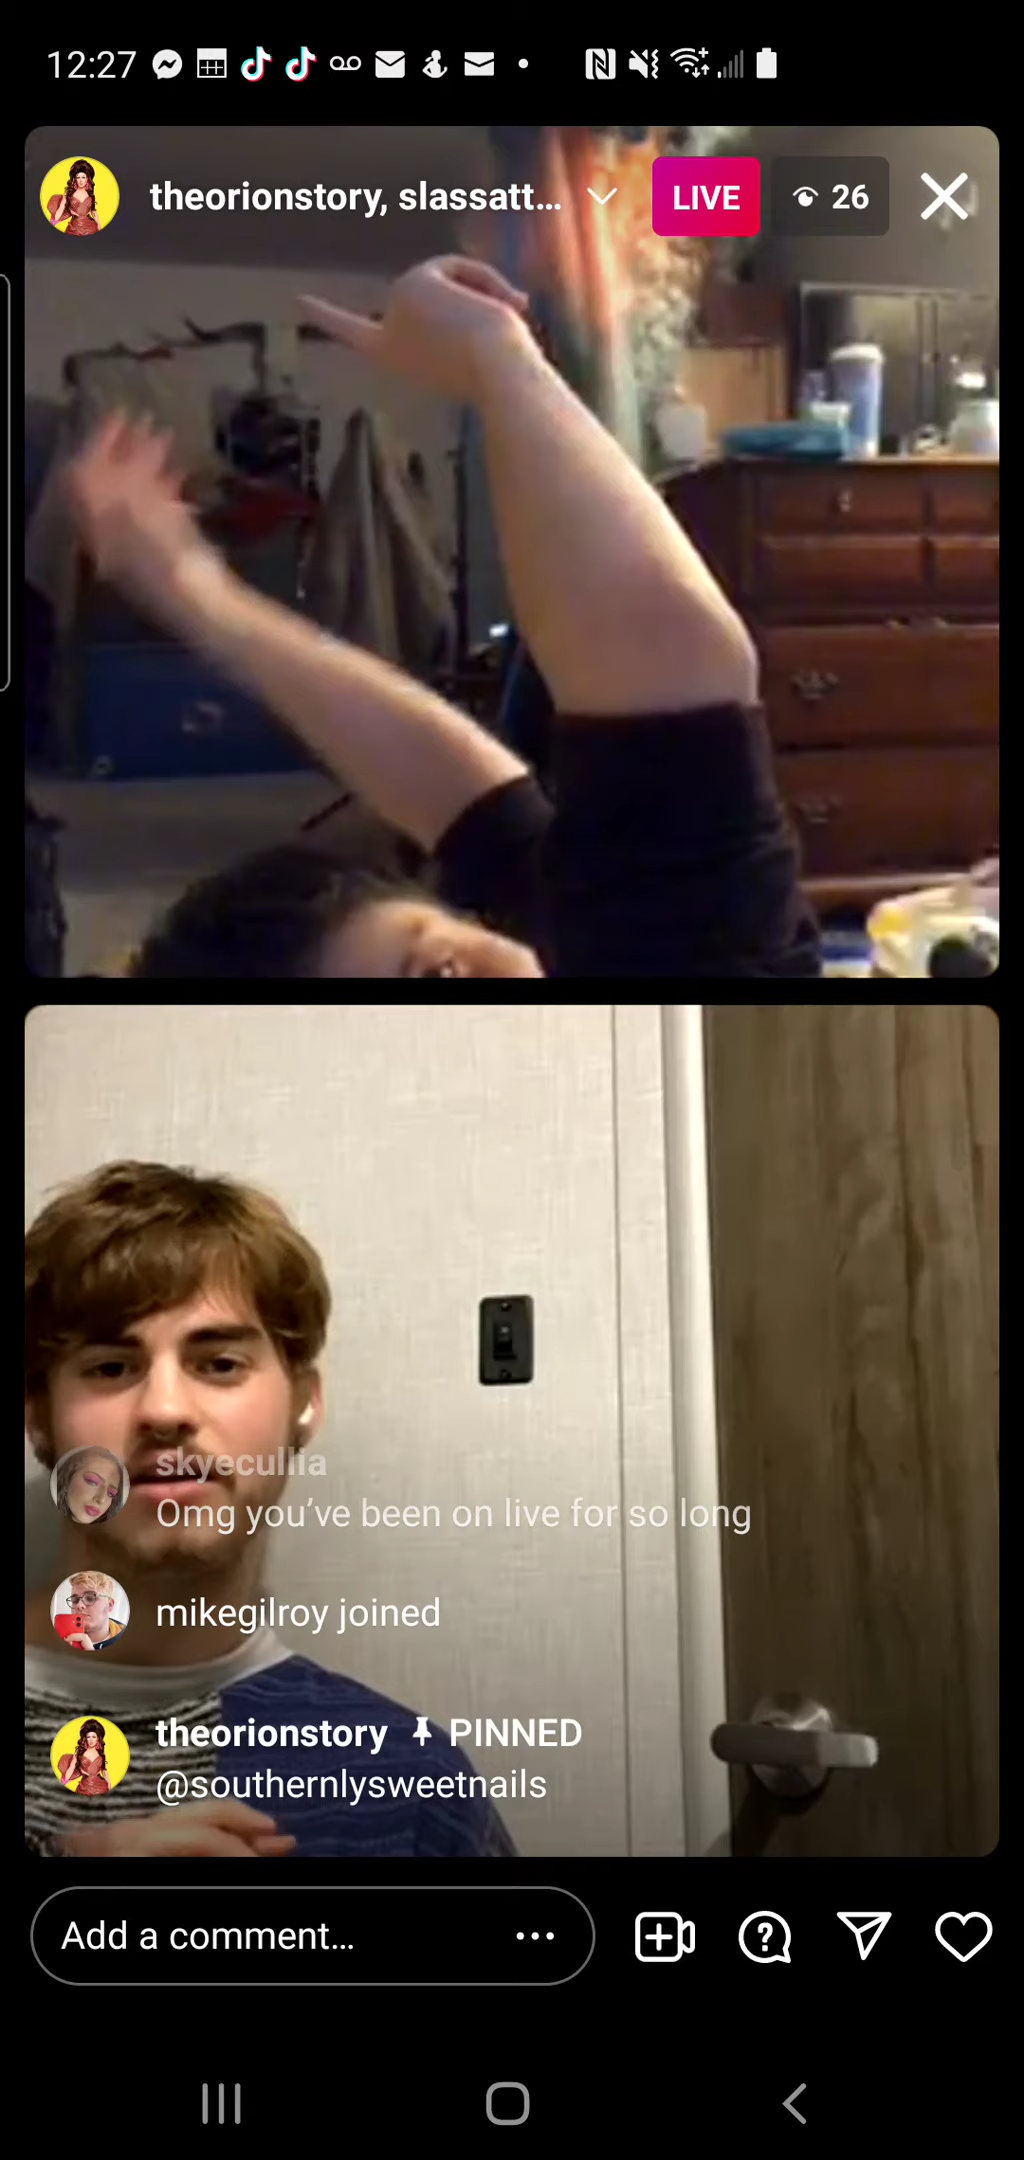 12:27
theorionstory, slassatt...
LIVE
26
skyecullia
Omg you’ve been on live for so long
mikegilroy joined
theorionstory PINNED
@southernlysweetnails
Add a comment...